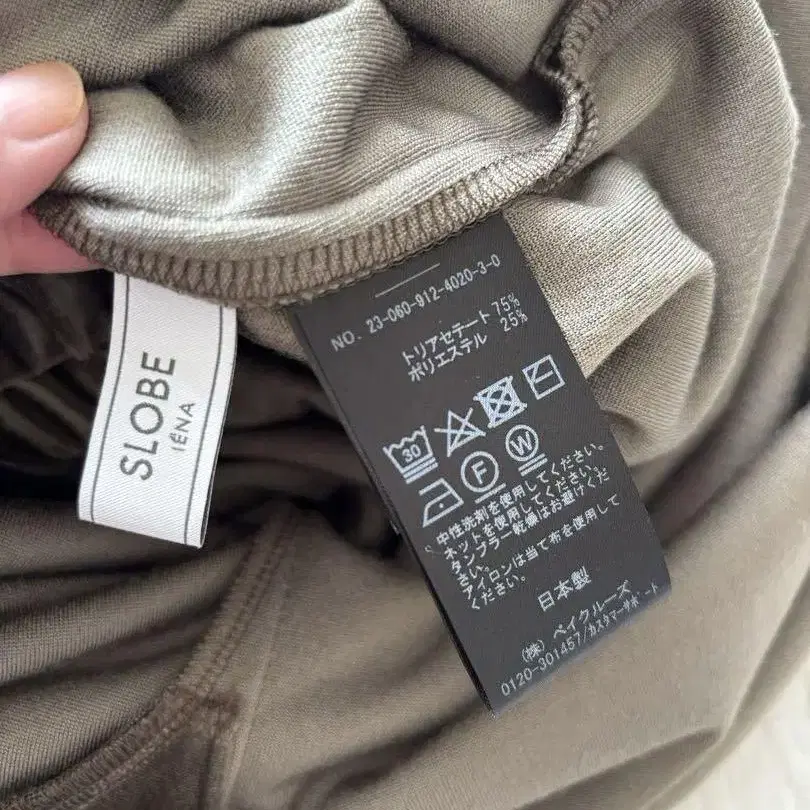 SLOBE
IÉNA
NO. 23-060-912-4020-3-0
トリアセテート 75%
ポリエステル 25%
30
F W
中性洗剤を使用してください。
ネットを使用してください。
タンブラー乾燥はお避けくだ
さい。
アイロンは当て布を使用して
ください。
日本製
(株) ベイクルーズ
0120-301457/カスタマーサポート